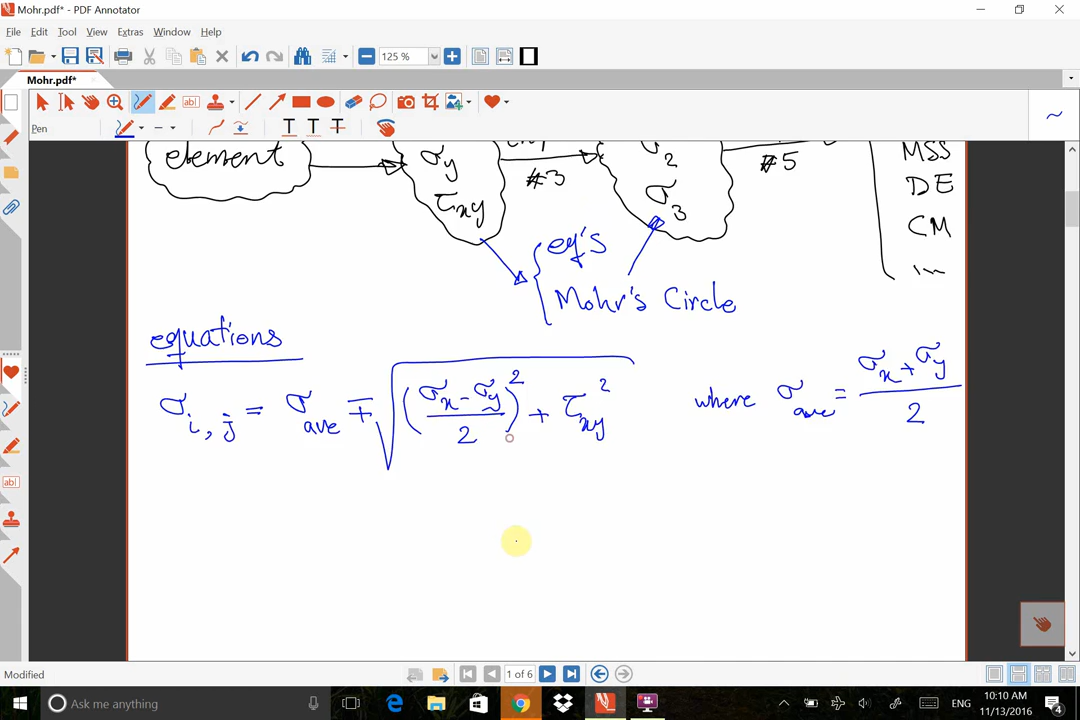 Mohr.pdf* - PDF Annotator
File Edit Tool View Extras Window Help
125 %
Mohr.pdf*
Pen
element
σy
τxy
#3
σ2
σ3
#5
MSS
DE
CM
eq's
Mohr's Circle
equations
σi,j = σave ∓ √((σx - σy)/2)² + τxy²  where σave = (σx + σy)/2
Modified
1 of 6
Ask me anything
ENG
10:10 AM
11/13/2016
4